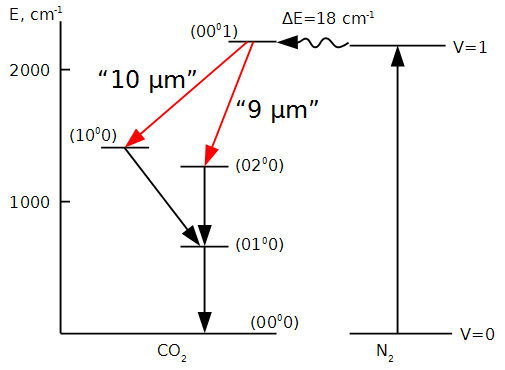 E, cm⁻¹
(00⁰1)
ΔE=18 cm⁻¹
V=1
2000
“10 μm”
“9 μm”
(10⁰0)
(02⁰0)
1000
(01⁰0)
(00⁰0)
V=0
CO₂
N₂